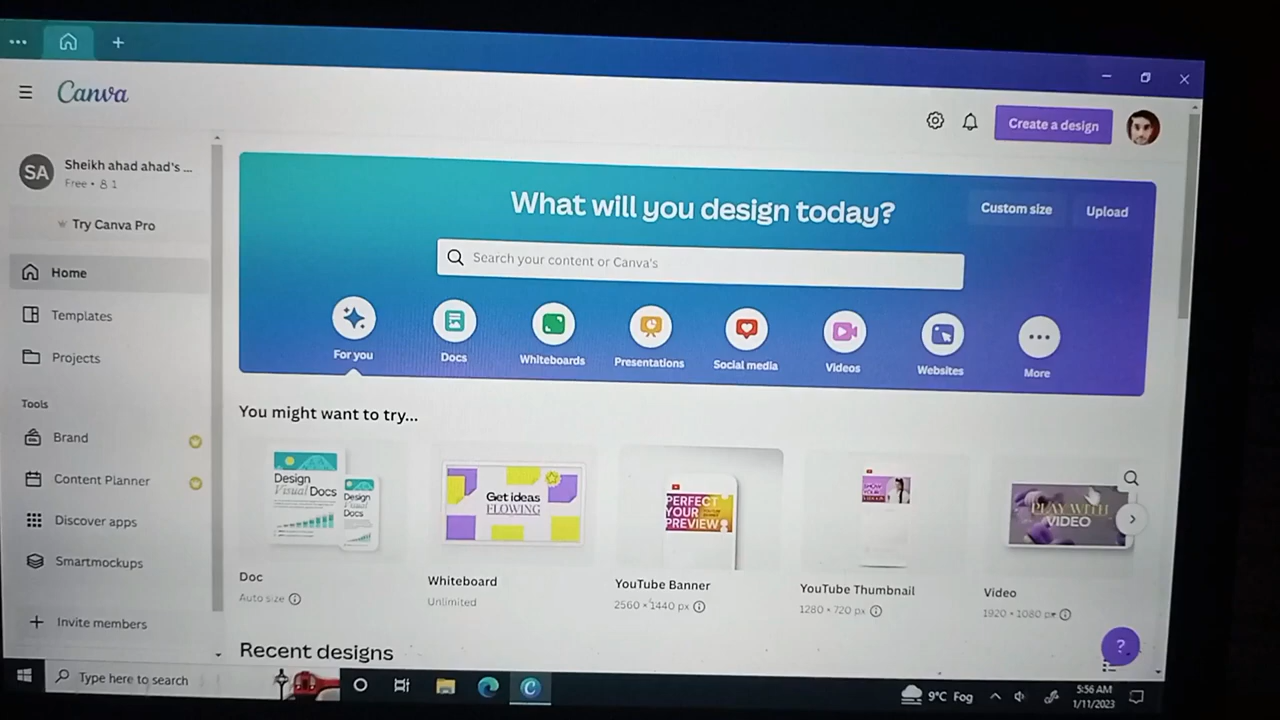 Canva
Create a design
SA
Sheikh ahad ahad's ...
Free • 1
Try Canva Pro
Home
Templates
Projects
Tools
Brand
Content Planner
Discover apps
Smartmockups
Invite members
What will you design today?
Custom size
Upload
Search your content or Canva's
For you
Docs
Whiteboards
Presentations
Social media
Videos
Websites
More
You might want to try...
Design
Visual Docs
Design
Visual
Docs
Get ideas
FLOWING
PERFECT
YOUR
PREVIEW
PLAY WITH
VIDEO
Doc
Auto size
Whiteboard
Unlimited
YouTube Banner
2560 × 1440 px
YouTube Thumbnail
1280 × 720 px
Video
1920 × 1080 px
Recent designs
?
Type here to search
9°C Fog
5:56 AM
1/11/2023